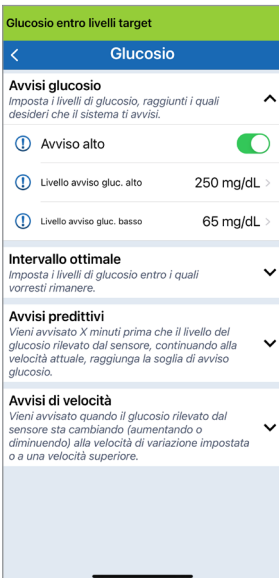 Glucosio entro livelli target
Glucosio
Avvisi glucosio
Imposta i livelli di glucosio, raggiunti i quali
desideri che il sistema ti avvisi.
Avviso alto
Livello avviso gluc. alto 250 mg/dL
Livello avviso gluc. basso 65 mg/dL
Intervallo ottimale
Imposta i livelli di glucosio entro i quali
vorresti rimanere.
Avvisi predittivi
Vieni avvisato X minuti prima che il livello del
glucosio rilevato dal sensore, continuando alla
velocità attuale, raggiunga la soglia di avviso
glucosio.
Avvisi di velocità
Vieni avvisato quando il glucosio rilevato dal
sensore sta cambiando (aumentando o
diminuendo) alla velocità di variazione impostata
o a una velocità superiore.